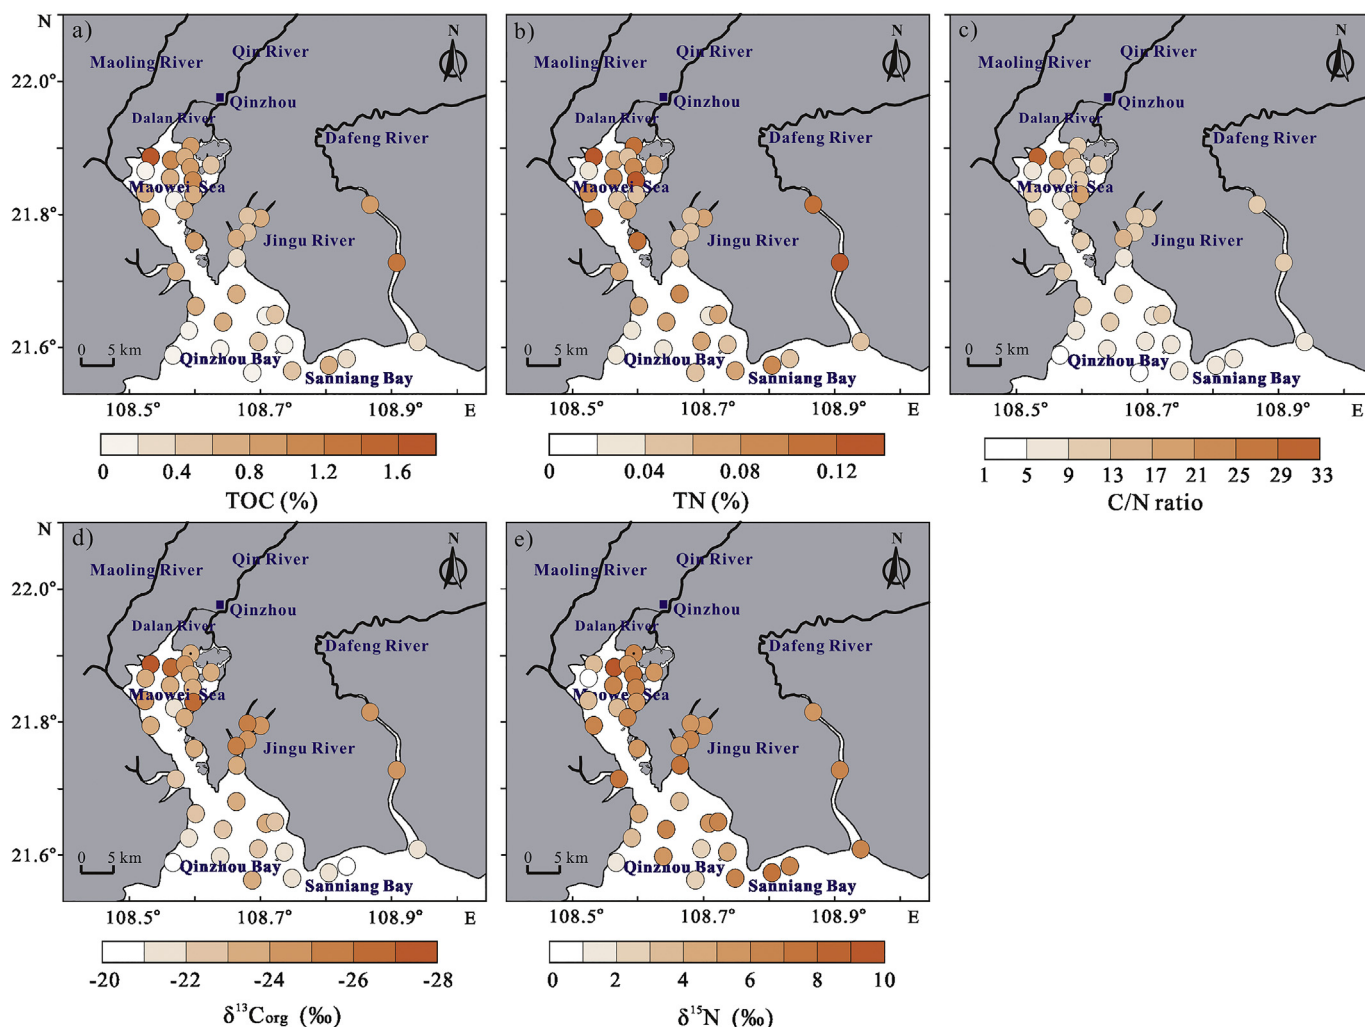 a)
N
N
Maoling River
Qin River
22.0°
Qinzhou
Dalan River
Dafeng River
Maowei Sea
21.8°
Jingu River
21.6°
0 5 km
Qinzhou Bay
Sanniang Bay
108.5° 108.7° 108.9° E
0 0.4 0.8 1.2 1.6
TOC (%)
b)
N
Maoling River
Qin River
Qinzhou
Dalan River
Dafeng River
Maowei Sea
Jingu River
0 5 km
Qinzhou Bay
Sanniang Bay
108.5° 108.7° 108.9° E
0 0.04 0.08 0.12
TN (%)
c)
N
Maoling River
Qin River
Qinzhou
Dalan River
Dafeng River
Maowei Sea
Jingu River
0 5 km
Qinzhou Bay
Sanniang Bay
108.5° 108.7° 108.9° E
1 5 9 13 17 21 25 29 33
C/N ratio
d)
N
N
Maoling River
Qin River
22.0°
Qinzhou
Dalan River
Dafeng River
Maowei Sea
21.8°
Jingu River
21.6°
0 5 km
Qinzhou Bay
Sanniang Bay
108.5° 108.7° 108.9° E
-20 -22 -24 -26 -28
δ¹³Corg (‰)
e)
N
Maoling River
Qin River
Qinzhou
Dalan River
Dafeng River
Maowei Sea
Jingu River
0 5 km
Qinzhou Bay
Sanniang Bay
108.5° 108.7° 108.9° E
0 2 4 6 8 10
δ¹⁵N (‰)